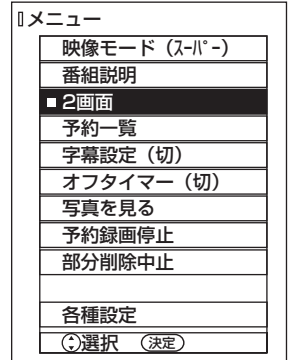 メニュー
映像モード（ｽｰﾊﾟｰ）
番組説明
2画面
予約一覧
字幕設定（切）
オフタイマー（切）
写真を見る
予約録画停止
部分削除中止
各種設定
選択 決定